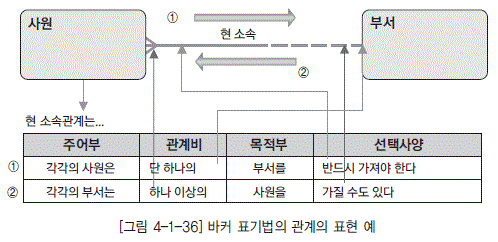 사원
①
현 소속
②
부서
현 소속관계는...
주어부 관계비 목적부 선택사양
① 각각의 사원은 단 하나의 부서를 반드시 가져야 한다
② 각각의 부서는 하나 이상의 사원을 가질 수도 있다
[그림 4-1-36] 바커 표기법의 관계의 표현 예